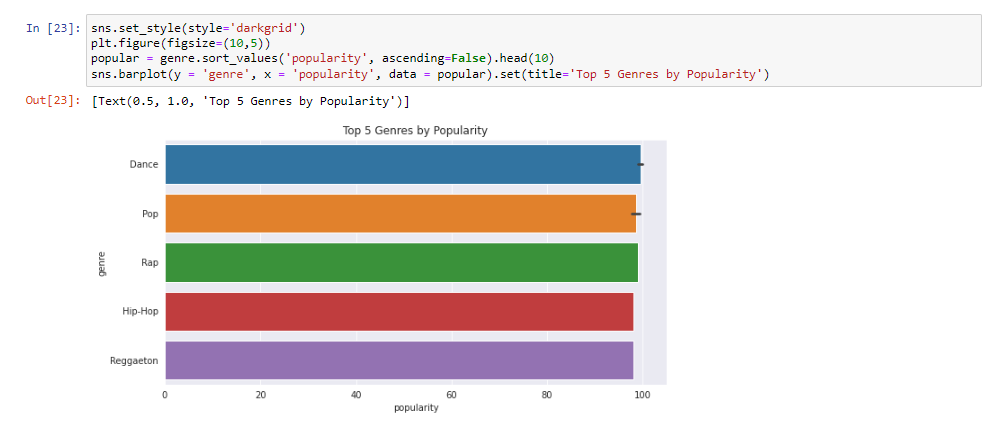 In [23]: sns.set_style(style='darkgrid')
plt.figure(figsize=(10,5))
popular = genre.sort_values('popularity', ascending=False).head(10)
sns.barplot(y = 'genre', x = 'popularity', data = popular).set(title='Top 5 Genres by Popularity')
Out[23]: [Text(0.5, 1.0, 'Top 5 Genres by Popularity')]
Top 5 Genres by Popularity
Dance
Pop
Rap
Hip-Hop
Reggaeton
genre
0 20 40 60 80 100
popularity